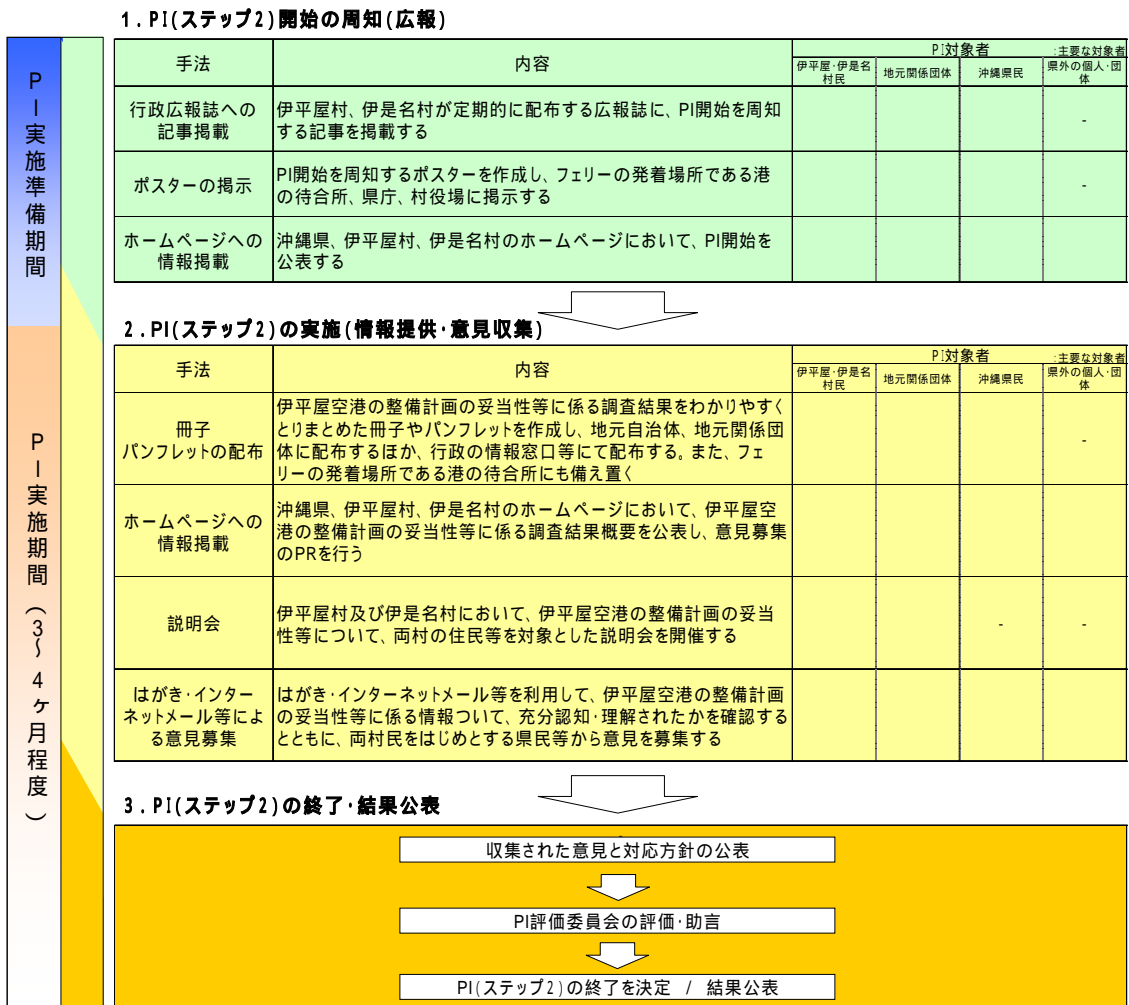 1.PI(ステップ2)開始の周知(広報)
PI実施準備期間
手法
内容
PI対象者
:主要な対象者
伊平屋・伊是名
村民
地元関係団体
沖縄県民
県外の個人・団
体
行政広報誌への
記事掲載
伊平屋村、伊是名村が定期的に配布する広報誌に、PI開始を周知
する記事を掲載する
-
ポスターの掲示
PI開始を周知するポスターを作成し、フェリーの発着場所である港
の待合所、県庁、村役場に掲示する
-
ホームページへの
情報掲載
沖縄県、伊平屋村、伊是名村のホームページにおいて、PI開始を
公表する
2.PI(ステップ2)の実施(情報提供・意見収集)
PI実施期間(3~4ヶ月程度)
手法
内容
PI対象者
:主要な対象者
伊平屋・伊是名
村民
地元関係団体
沖縄県民
県外の個人・団
体
冊子
パンフレットの配布
伊平屋空港の整備計画の妥当性等に係る調査結果をわかりやすく
とりまとめた冊子やパンフレットを作成し、地元自治体、地元関係団
体に配布するほか、行政の情報窓口等にて配布する。また、フェ
リーの発着場所である港の待合所にも備え置く
-
ホームページへの
情報掲載
沖縄県、伊平屋村、伊是名村のホームページにおいて、伊平屋空
港の整備計画の妥当性等に係る調査結果概要を公表し、意見募集
のPRを行う
説明会
伊平屋村及び伊是名村において、伊平屋空港の整備計画の妥当
性等について、両村の住民等を対象とした説明会を開催する
-
-
はがき・インター
ネットメール等によ
る意見募集
はがき・インターネットメール等を利用して、伊平屋空港の整備計画
の妥当性等に係る情報ついて、充分認知・理解されたかを確認する
とともに、両村民をはじめとする県民等から意見を募集する
3.PI(ステップ2)の終了・結果公表
収集された意見と対応方針の公表
PI評価委員会の評価・助言
PI(ステップ2)の終了を決定 / 結果公表